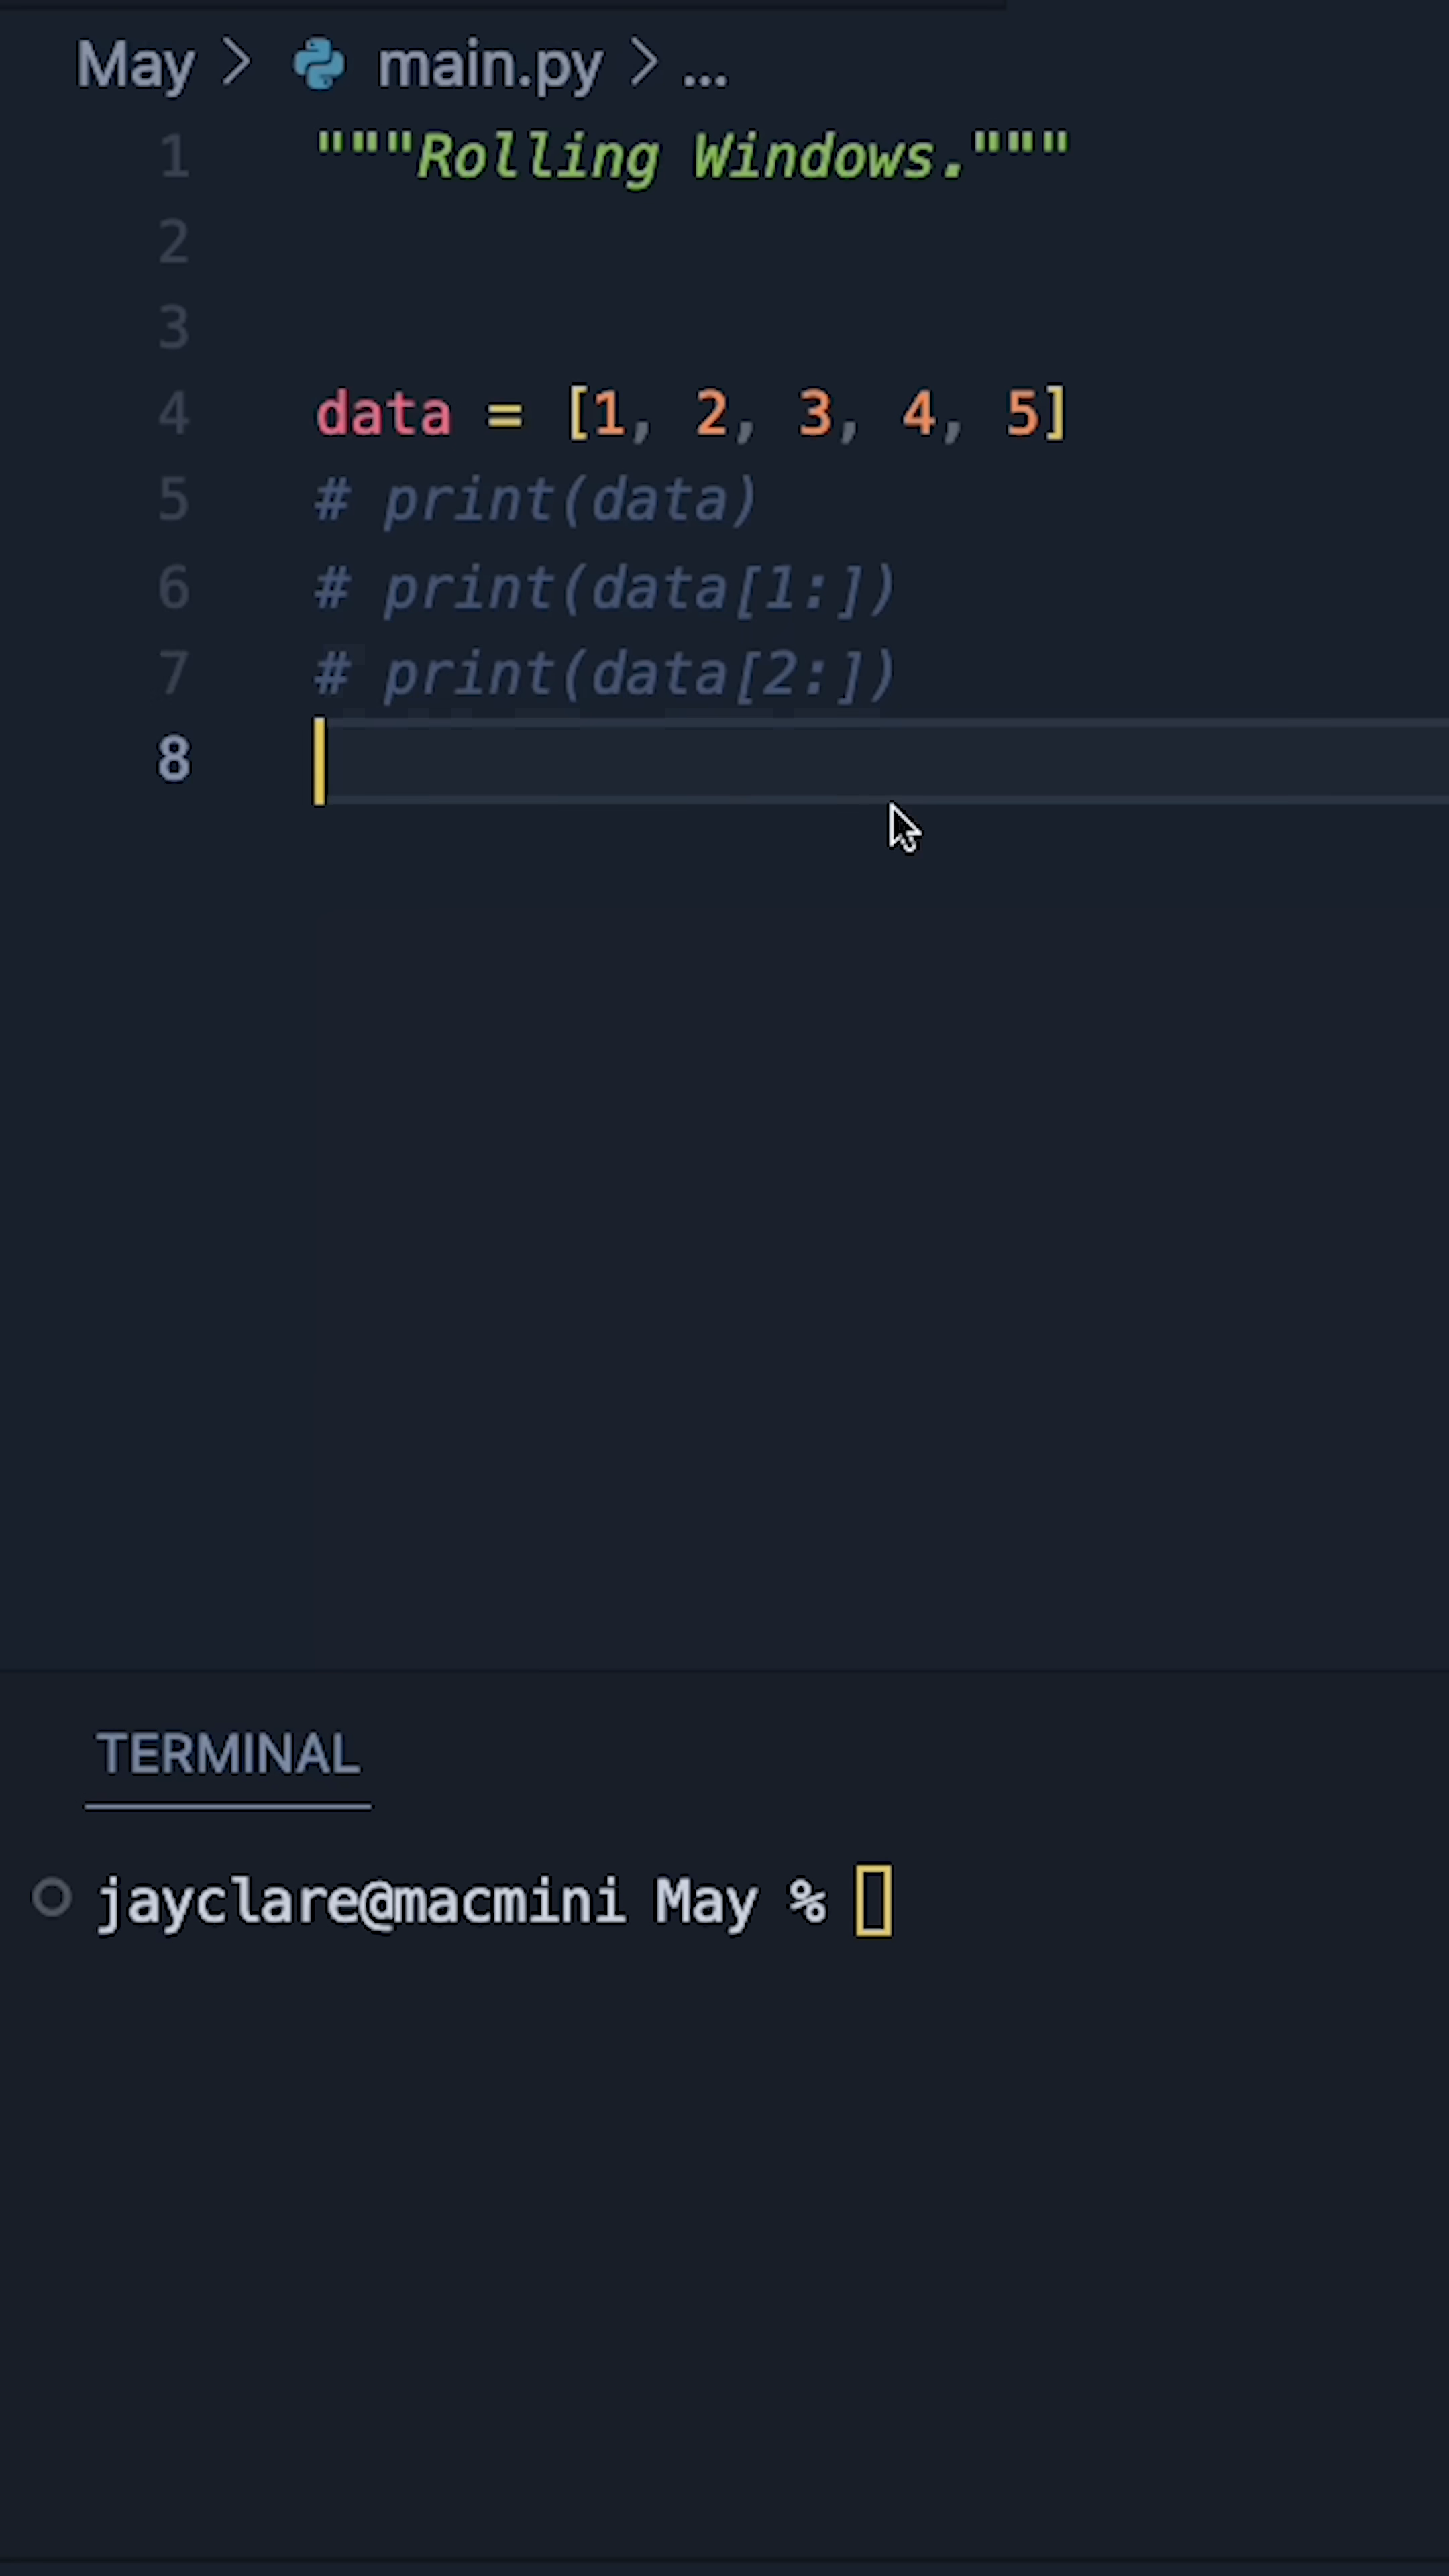 May > main.py > ...
1 """Rolling Windows."""
2
3
4 data = [1, 2, 3, 4, 5]
5 # print(data)
6 # print(data[1:])
7 # print(data[2:])
8
TERMINAL
jayclare@macmini May %